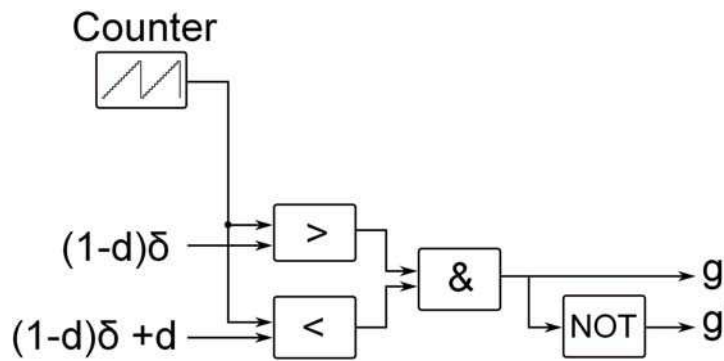 Counter
(1-d)δ
>
(1-d)δ +d
<
&
g
NOT
g